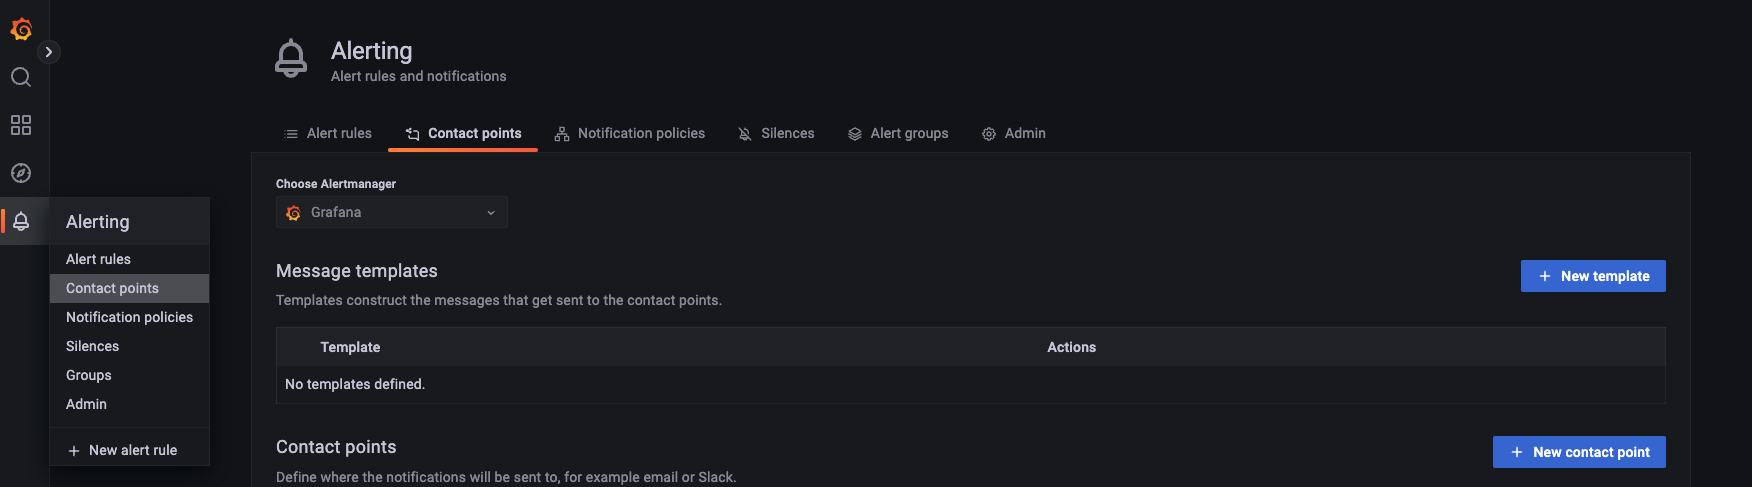 Alerting
Alert rules and notifications
Alert rules
Contact points
Notification policies
Silences
Alert groups
Admin
Choose Alertmanager
Grafana
Alerting
Alert rules
Contact points
Notification policies
Silences
Groups
Admin
+ New alert rule
Message templates
+ New template
Templates construct the messages that get sent to the contact points.
Template Actions
No templates defined.
Contact points
+ New contact point
Define where the notifications will be sent to, for example email or Slack.